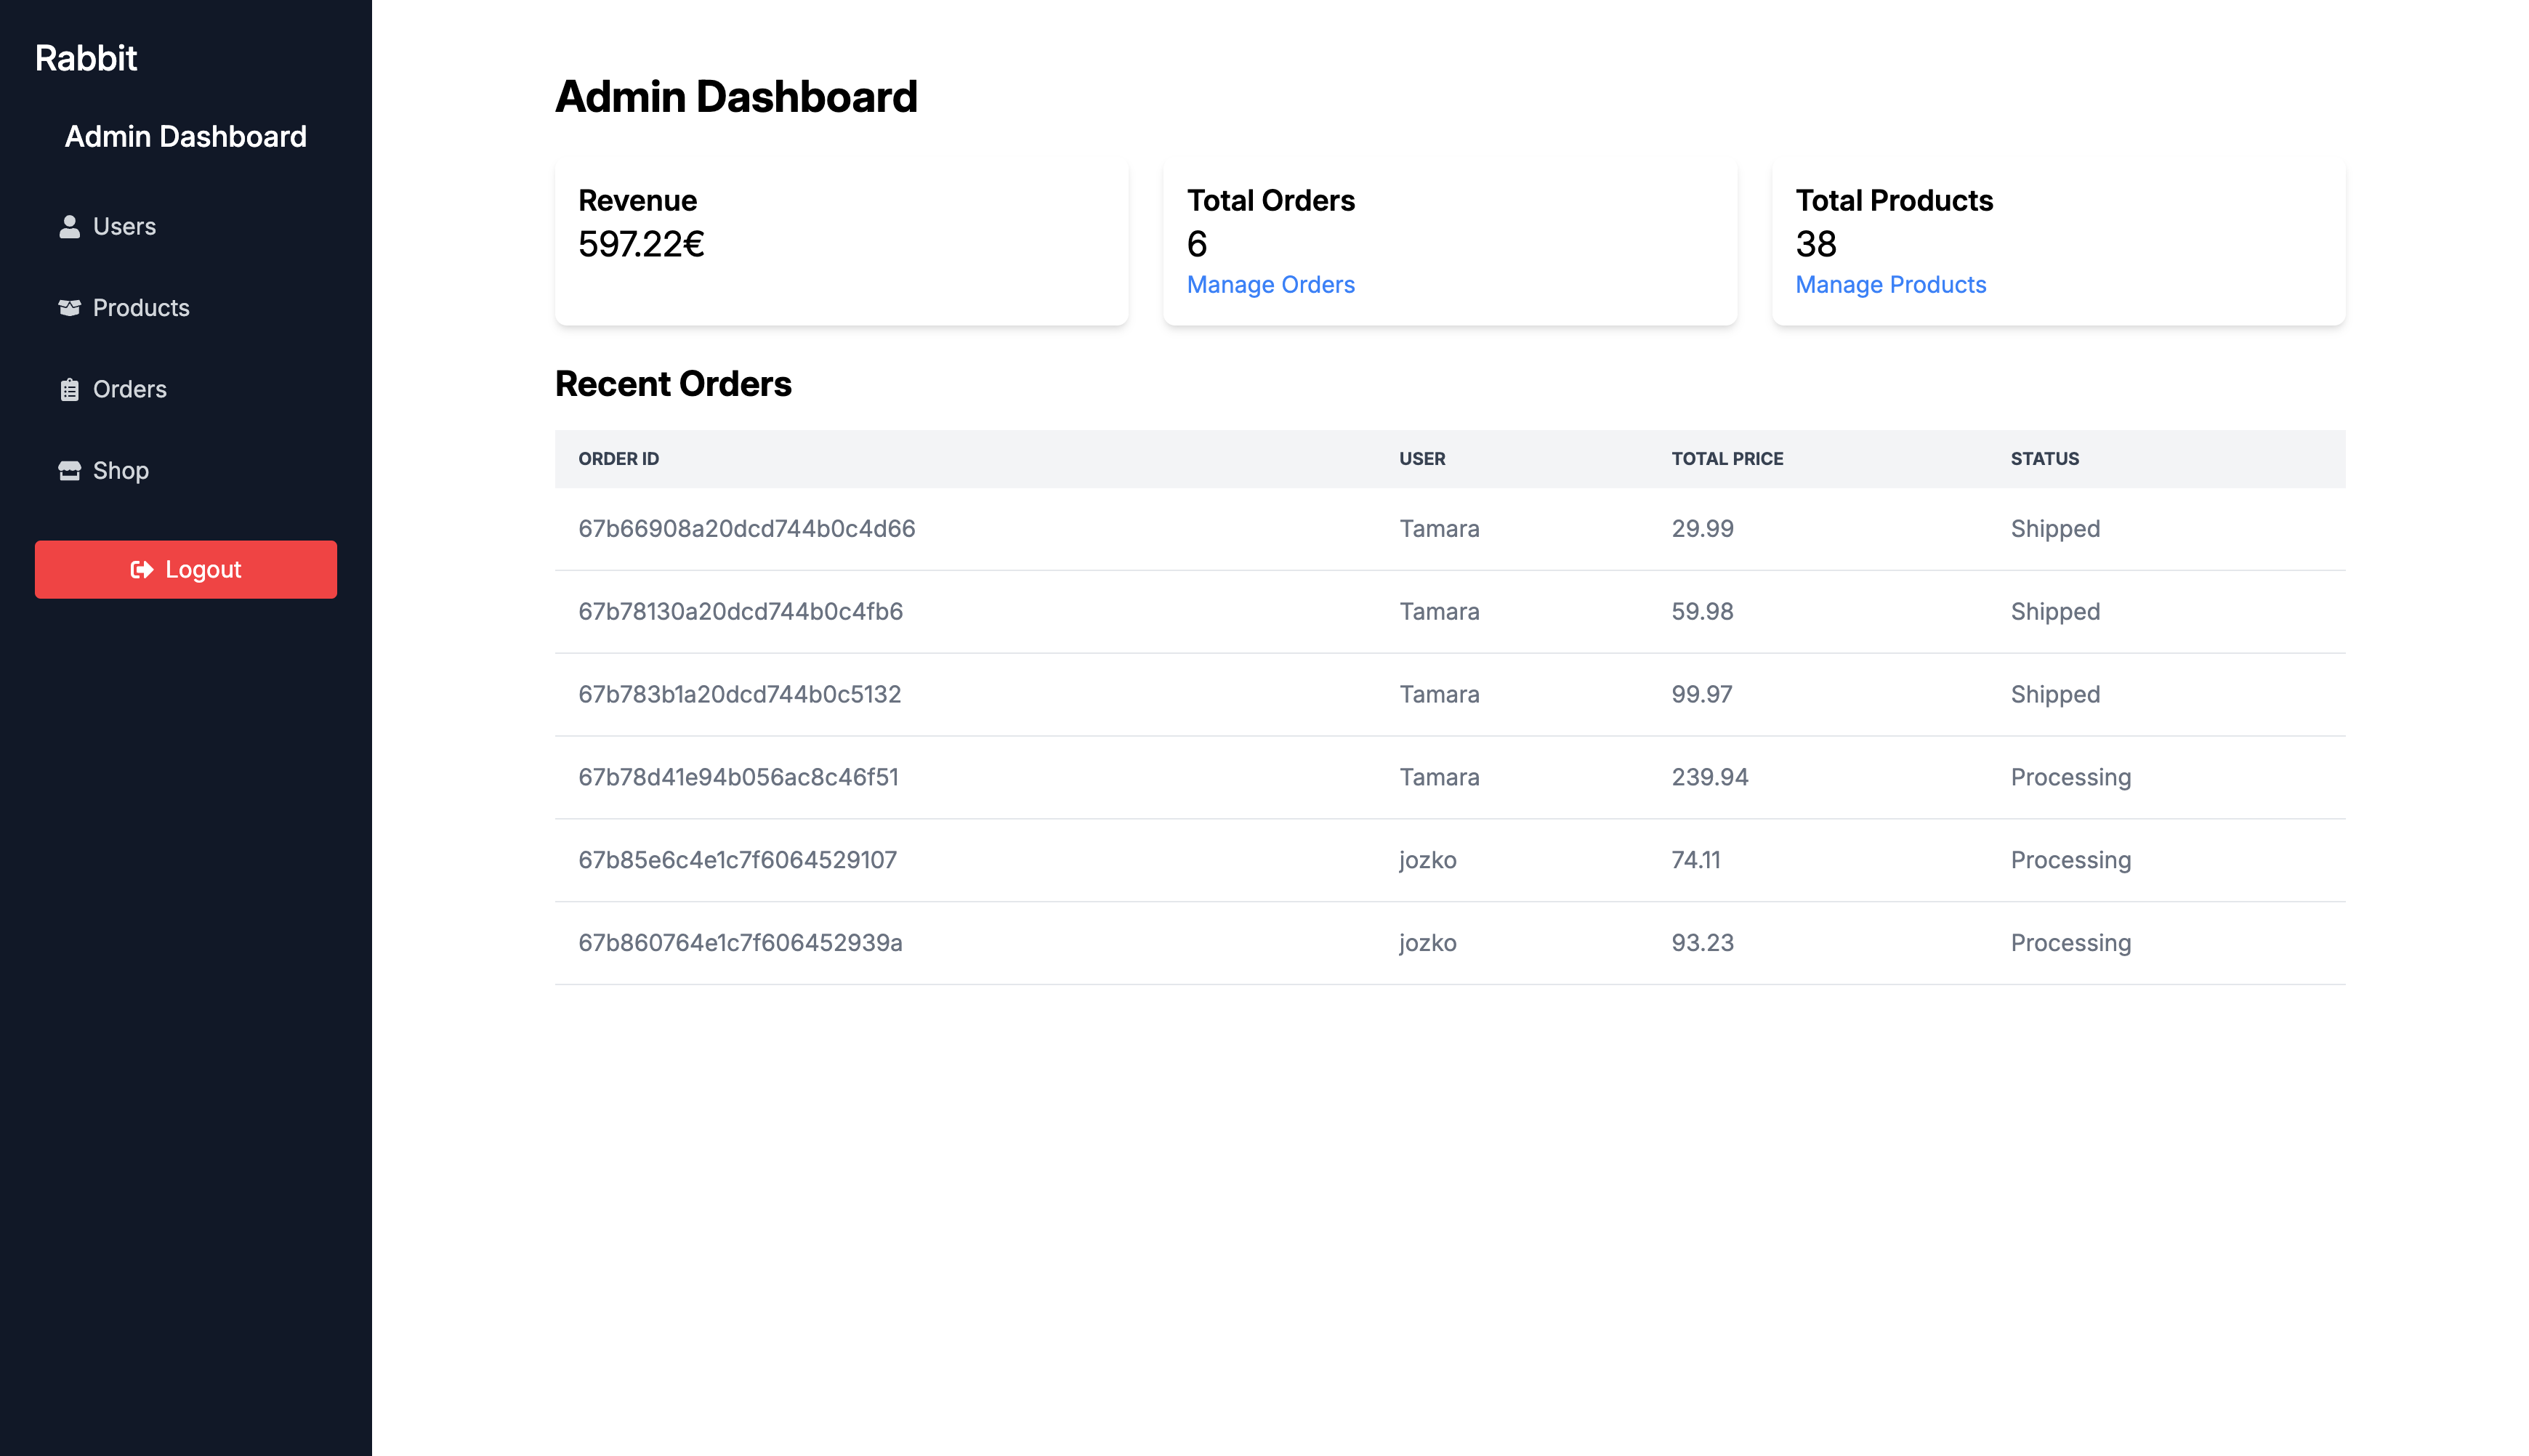 Rabbit
Admin Dashboard
Users
Products
Orders
Shop
Logout
Admin Dashboard
Revenue
597.22€
Total Orders
6
Manage Orders
Total Products
38
Manage Products
Recent Orders
ORDER ID USER TOTAL PRICE STATUS
67b66908a20dcd744b0c4d66 Tamara 29.99 Shipped
67b78130a20dcd744b0c4fb6 Tamara 59.98 Shipped
67b783b1a20dcd744b0c5132 Tamara 99.97 Shipped
67b78d41e94b056ac8c46f51 Tamara 239.94 Processing
67b85e6c4e1c7f6064529107 jozko 74.11 Processing
67b860764e1c7f606452939a jozko 93.23 Processing